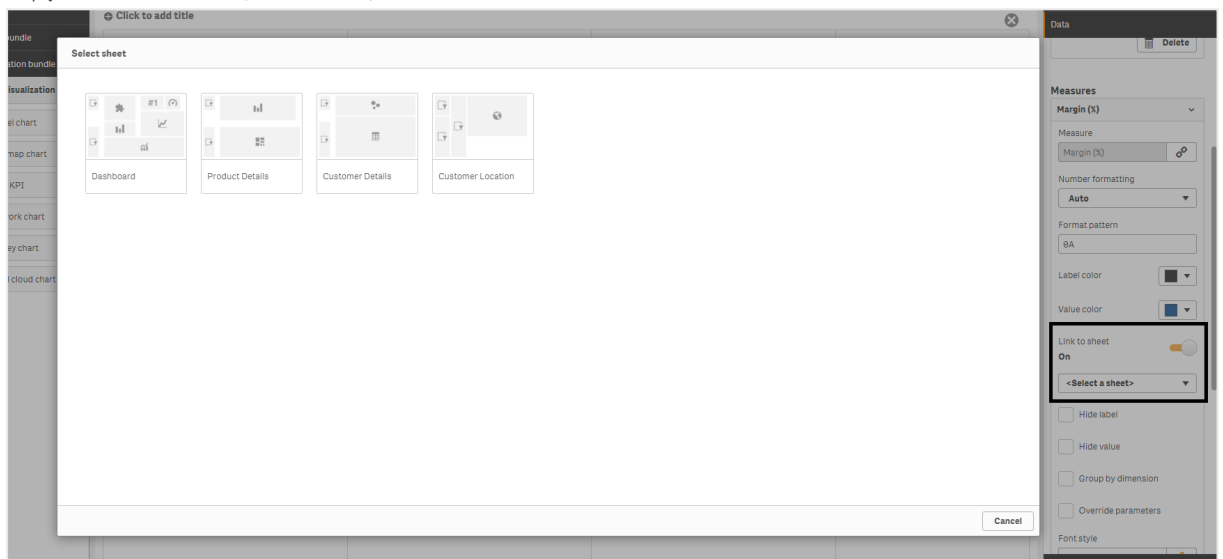 Click to add title
Data
Delete
bundle
ation bundle
isualization
el chart
map chart
KPI
ork chart
ey chart
cloud chart
Select sheet
#1
Dashboard
Product Details
Customer Details
Customer Location
Cancel
Measures
Margin (%)
Measure
Margin (%)
Number formatting
Auto
Format pattern
0A
Label color
Value color
Link to sheet
On
<Select a sheet>
Hide label
Hide value
Group by dimension
Override parameters
Font style